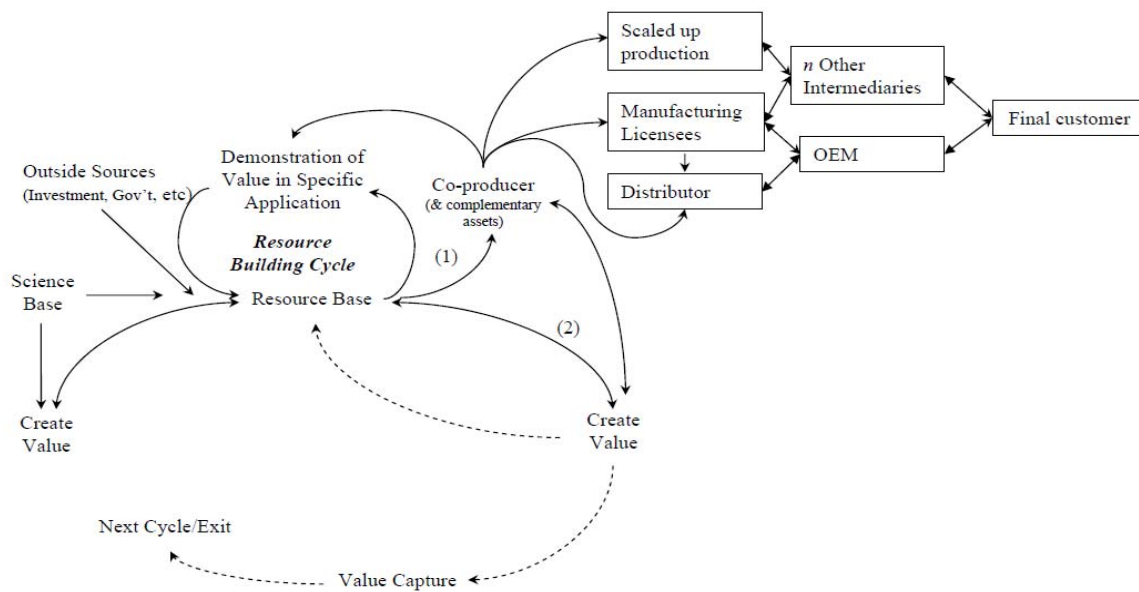 Scaled up
production
n Other
Intermediaries
Final customer
Manufacturing
Licensees
OEM
Distributor
Demonstration of
Value in Specific
Application
Outside Sources
(Investment, Gov't, etc)
Co-producer
(& complementary
assets)
Resource
Building Cycle
(1)
Science
Base
Resource Base
(2)
Create
Value
Create
Value
Next Cycle/Exit
Value Capture